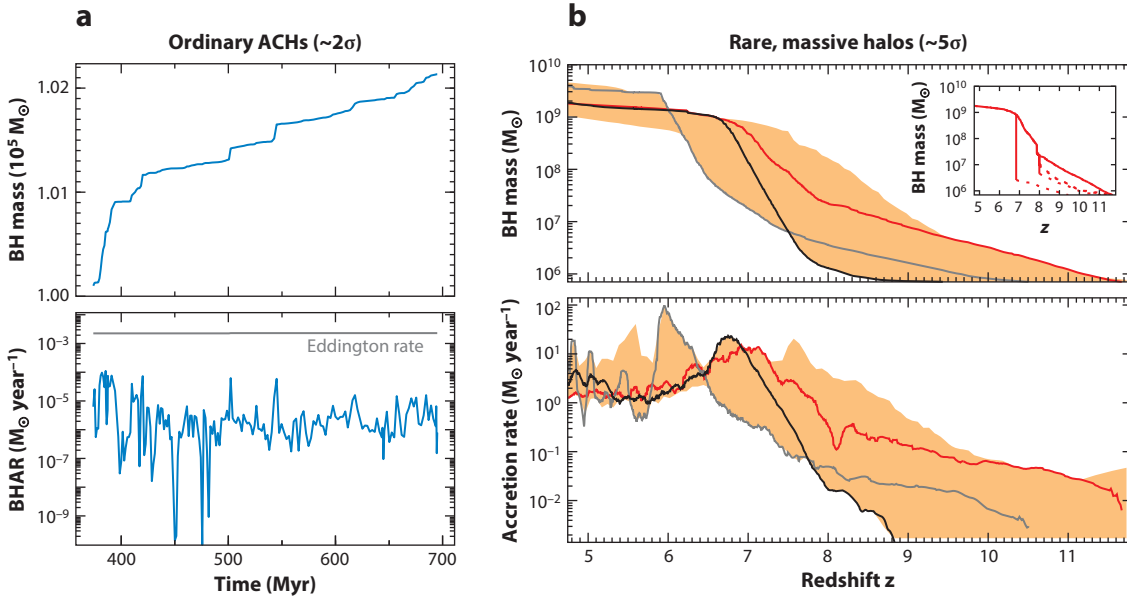 a
Ordinary ACHs (~2σ)
BH mass (10⁵ M⊙)
1.02
1.01
1.00
BHAR (M⊙ year⁻¹)
10⁻³
10⁻⁵
10⁻⁷
10⁻⁹
Eddington rate
400 500 600 700
Time (Myr)
b
Rare, massive halos (~5σ)
BH mass (M⊙)
10¹⁰
10⁹
10⁸
10⁷
10⁶
BH mass (M⊙)
10¹⁰
10⁹
10⁸
10⁷
10⁶
5 6 7 8 9 10 11
z
Accretion rate (M⊙ year⁻¹)
10²
10¹
10⁰
10⁻¹
10⁻²
5 6 7 8 9 10 11
Redshift z